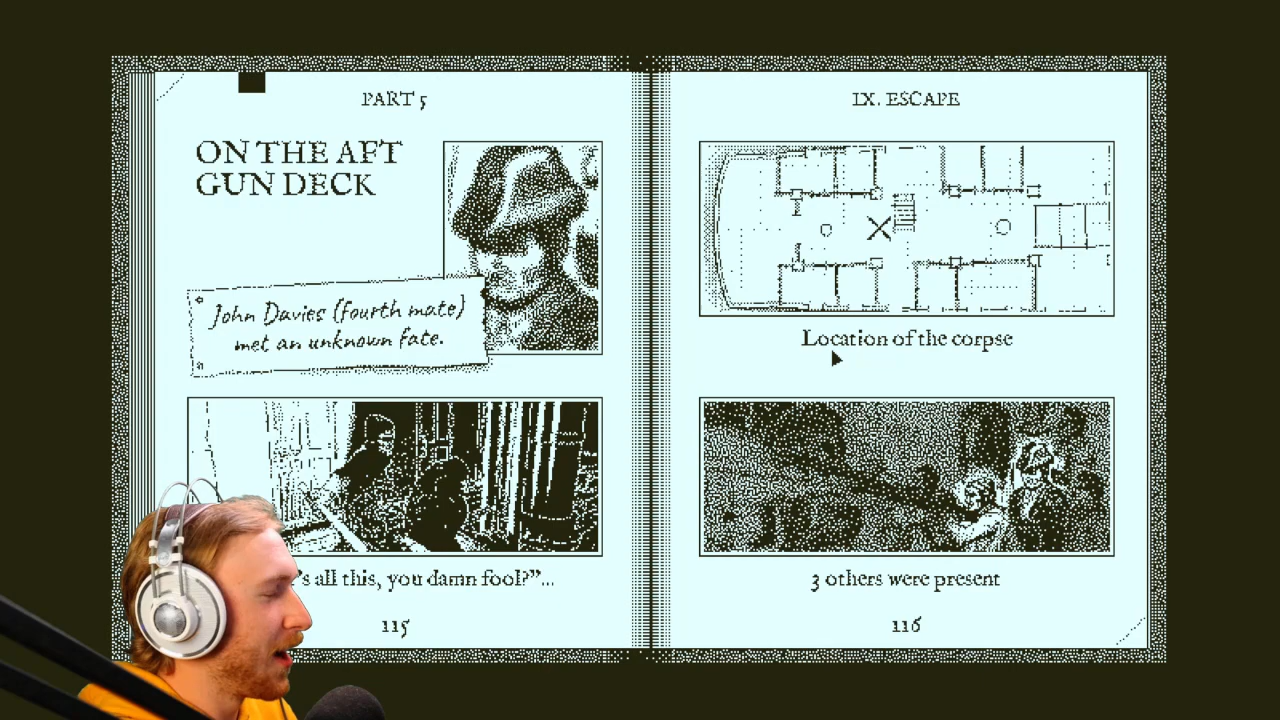 PART 5
ON THE AFT
GUN DECK
John Davies (fourth mate)
met an unknown fate.
's all this, you damn fool?”...
115
IX. ESCAPE
Location of the corpse
3 others were present
116